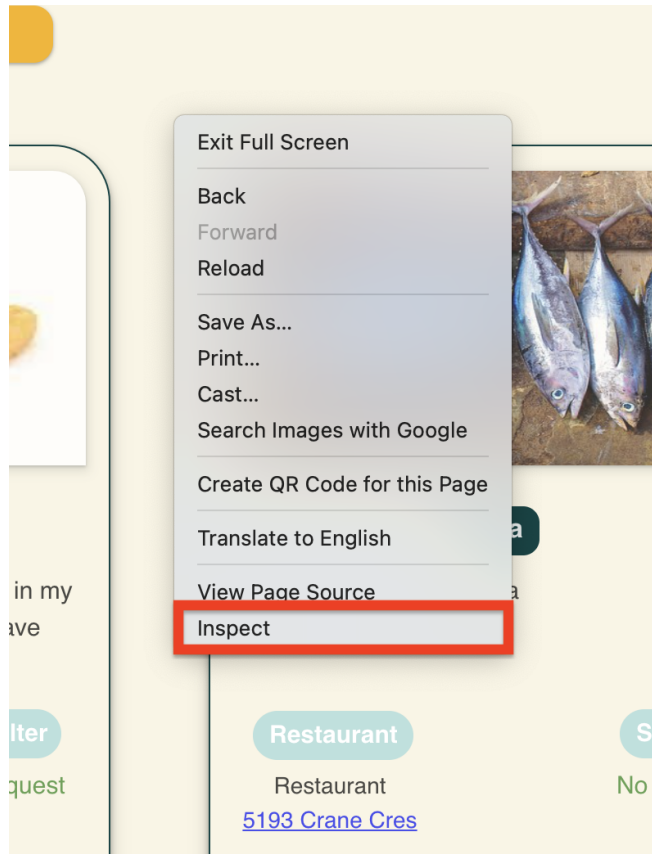 Exit Full Screen
Back
Forward
Reload
Save As...
Print...
Cast...
Search Images with Google
Create QR Code for this Page
Translate to English
a
View Page Source
a
in my
Inspect
ave
Restaurant
S
lter
Restaurant
No
quest
5193 Crane Cres